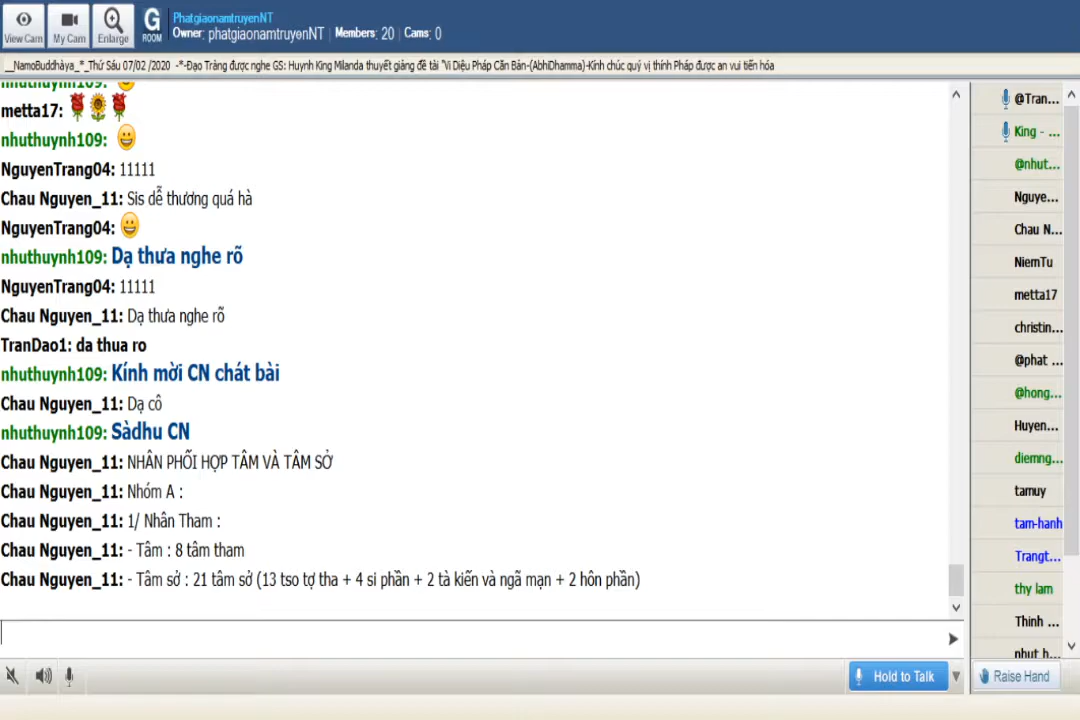 View Cam
My Cam
Enlarge
G
ROOM
PhatgiaonamtruyenNT
Owner: phatgiaonamtruyenNT | Members: 20 | Cams: 0
__NamoBuddhàya_*_Thứ Sáu 07/02 /2020 -*-Đạo Tràng được nghe GS: Huynh King Milanda thuyết giảng đề tài "Vi Diệu Pháp Căn Bản-(AbhiDhamma)-Kính chúc quý vị thính Pháp được an vui tiến hóa
nhuthuynh109:
metta17:
nhuthuynh109:
NguyenTrang04: 11111
Chau Nguyen_11: Sis dễ thương quá hà
NguyenTrang04:
nhuthuynh109: Dạ thưa nghe rõ
NguyenTrang04: 11111
Chau Nguyen_11: Dạ thưa nghe rõ
TranDao1: da thua ro
nhuthuynh109: Kính mời CN chát bài
Chau Nguyen_11: Dạ cô
nhuthuynh109: Sàdhu CN
Chau Nguyen_11: NHÂN PHỐI HỢP TÂM VÀ TÂM SỞ
Chau Nguyen_11: Nhóm A :
Chau Nguyen_11: 1/ Nhân Tham :
Chau Nguyen_11: - Tâm : 8 tâm tham
Chau Nguyen_11: - Tâm sở : 21 tâm sở (13 tso tợ tha + 4 si phần + 2 tà kiến và ngã mạn + 2 hôn phần)
@Tran...
King - ...
@nhut...
Nguye...
Chau N...
NiemTu
metta17
christin...
@phat ...
@hong...
Huyen...
diemng...
tamuy
tam-hanh
Trangt...
thy lam
Thinh ...
nhut h...
Hold to Talk
Raise Hand